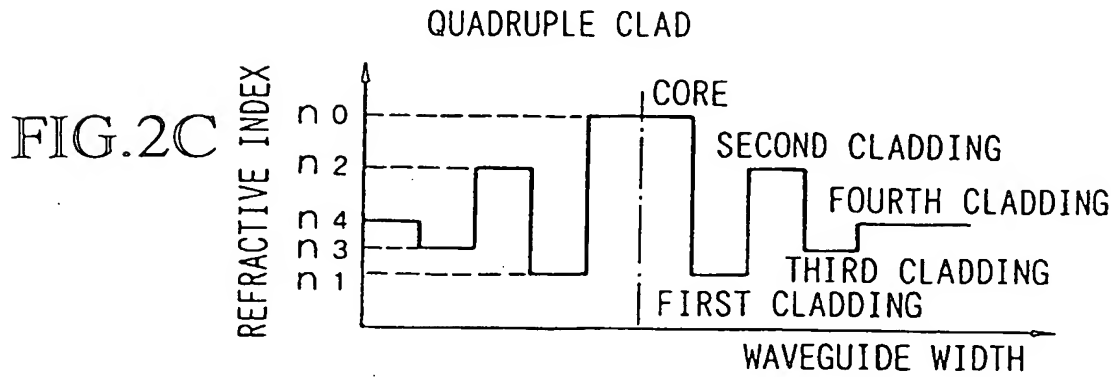 QUADRUPLE CLAD
FIG.2C
REFRACTIVE INDEX
n0
n2
n4
n3
n1
CORE
SECOND CLADDING
FOURTH CLADDING
THIRD CLADDING
FIRST CLADDING
WAVEGUIDE WIDTH